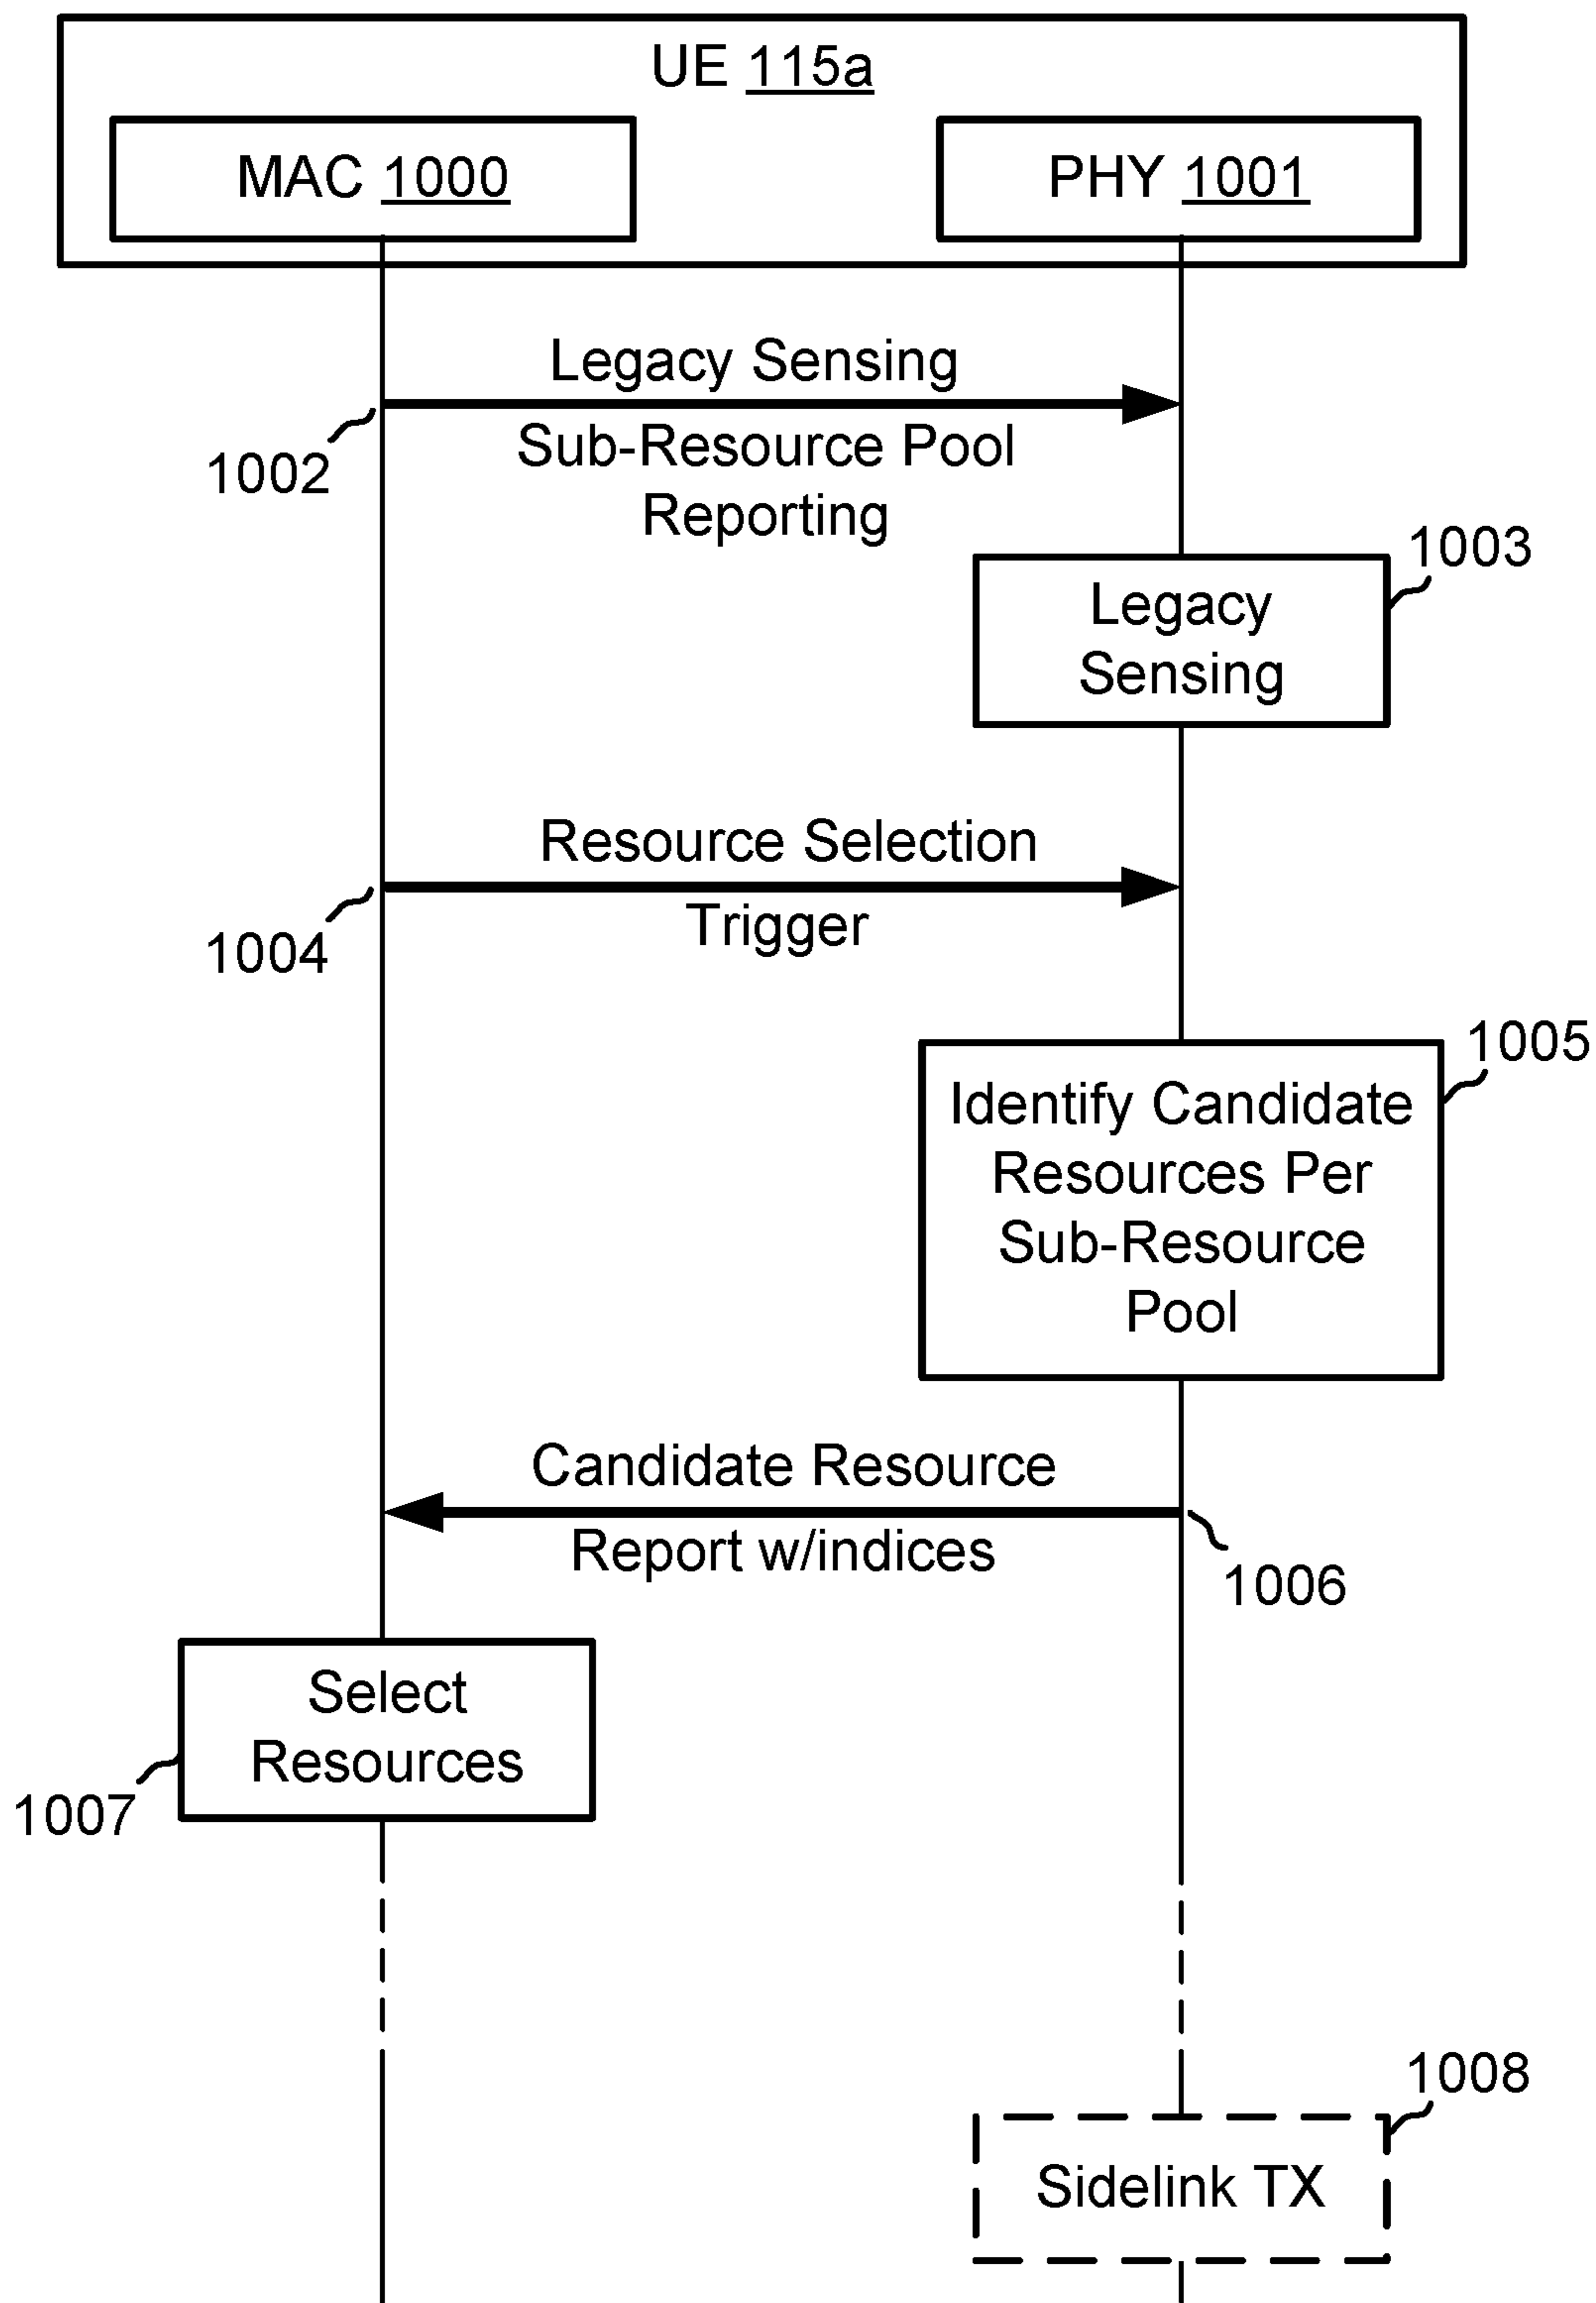 UE 115a
MAC 1000
PHY 1001
Legacy Sensing
Sub-Resource Pool
Reporting
1002
1003
Legacy
Sensing
Resource Selection
Trigger
1004
1005
Identify Candidate
Resources Per
Sub-Resource
Pool
Candidate Resource
Report w/indices
1006
Select
Resources
1007
1008
Sidelink TX